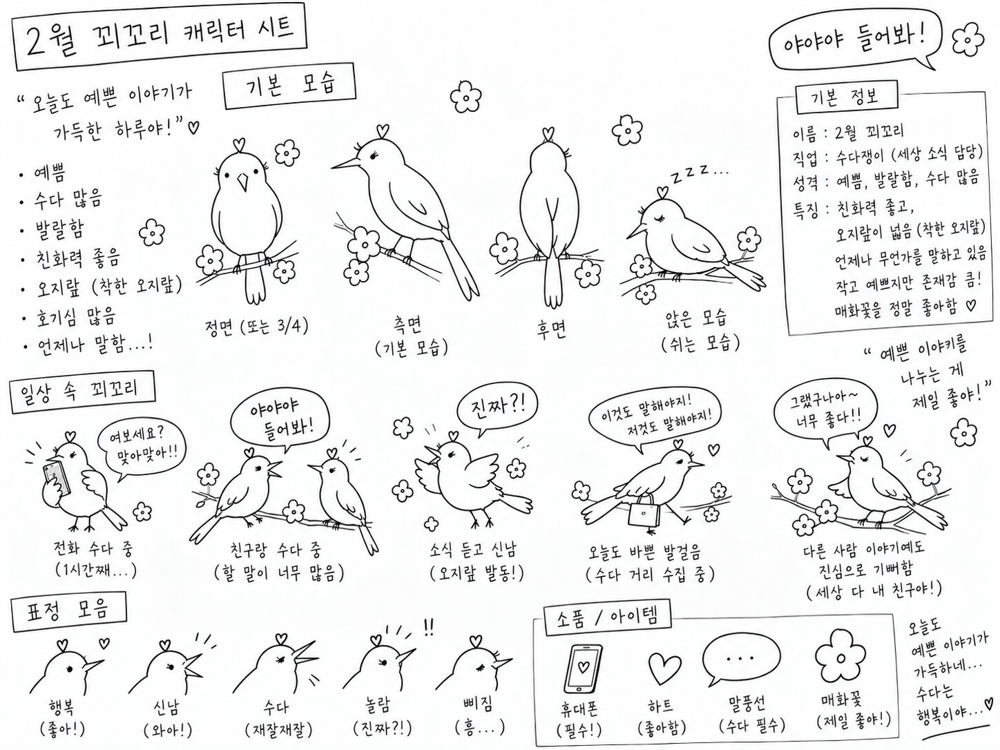 2월 꾀꼬리 캐릭터 시트
"오늘도 예쁜 이야기가
가득한 하루야!"♡
• 예쁨
• 수다 많음
• 발랄함
• 친화력 좋음
• 오지랖 (착한 오지랖)
• 호기심 많음
• 언제나 말함...!
기본 모습
정면 (또는 3/4)
측면
(기본 모습)
후면
z z z ...
앉은 모습
(쉬는 모습)
야야야 들어봐!
기본 정보
이름 : 2월 꾀꼬리
직업 : 수다쟁이 (세상 소식 담당)
성격 : 예쁨, 발랄함, 수다 많음
특징 : 친화력 좋고,
오지랖이 넓음 (착한 오지랖)
언제나 무언가를 말하고 있음
작고 예쁘지만 존재감 큼!
매화꽃을 정말 좋아함 ♡
"예쁜 이야키를
나누는 게
제일 좋아!"
일상 속 꾀꼬리
여보세요?
맞아맞아!!
전화 수다 중
(1시간째...)
야야야
들어봐!
친구랑 수다 중
(할 말이 너무 많음)
진짜?!
소식 듣고 신남
(오지랖 발동!)
이것도 말해야지!
저것도 말해야지!
오늘도 바쁜 발걸음
(수다 거리 수집 중)
그랬구나아~
너무 좋다!!
다른 사람 이야기예도
진심으로 기뻐함
(세상 다 내 친구야!)
표정 모음
행복
(좋아!)
신남
(와아!)
수다
(재잘재잘)
!!
놀람
(진짜?!)
삐짐
(흥...)
소품 / 아이템
휴대폰
(필수!)
하트
(좋아함)
...
말풍선
(수다 필수)
매화꽃
(제일 좋아!)
오늘도
예쁜 이야기가
가득하네...
수다는
행복이야...♡